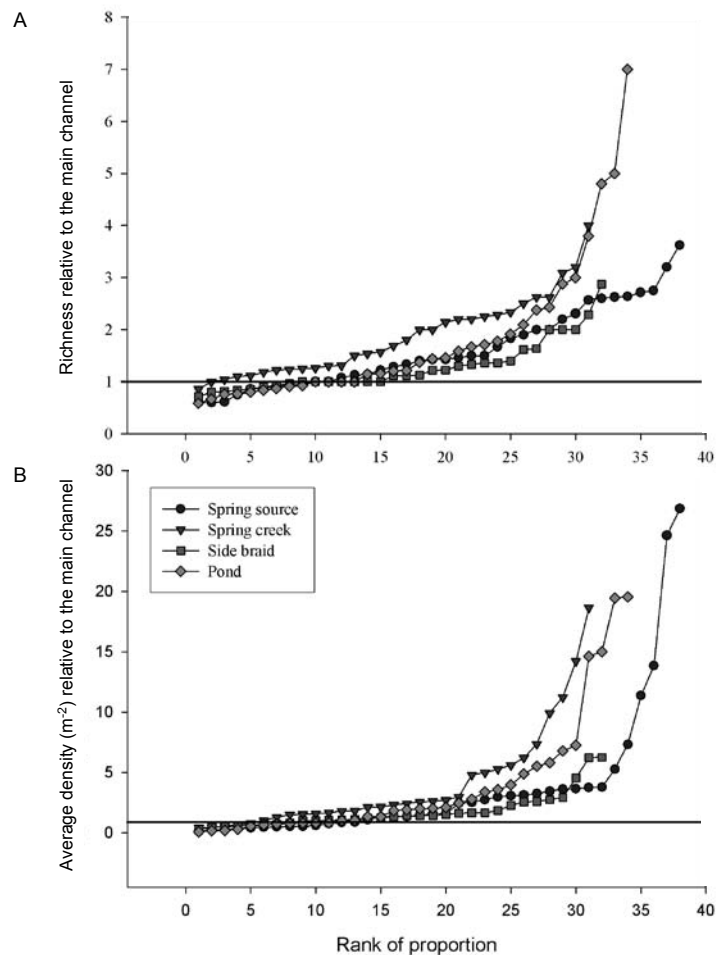 A
Richness relative to the main channel
8
7
6
5
4
3
2
1
0
0 5 10 15 20 25 30 35 40
B
Average density (m⁻²) relative to the main channel
30
25
20
15
10
5
0
Spring source
Spring creek
Side braid
Pond
0 5 10 15 20 25 30 35 40
Rank of proportion